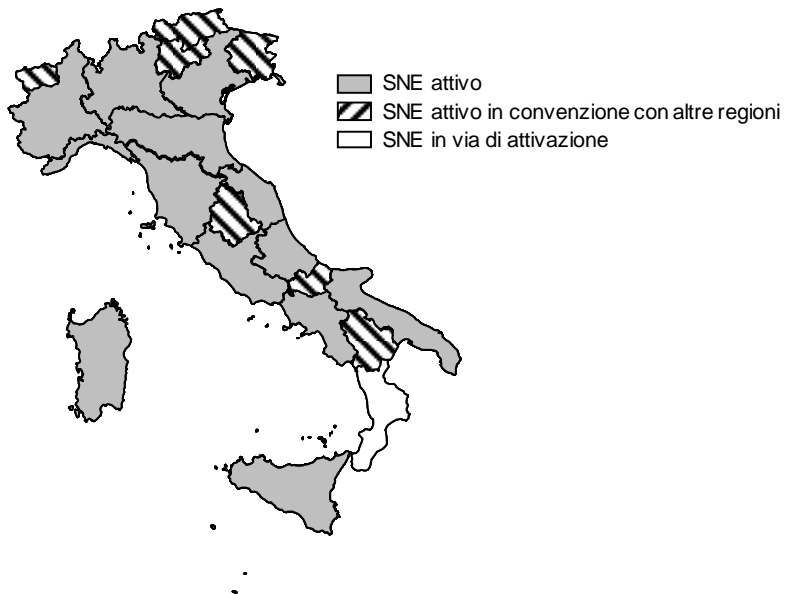 SNE attivo
SNE attivo in convenzione con altre regioni
SNE in via di attivazione